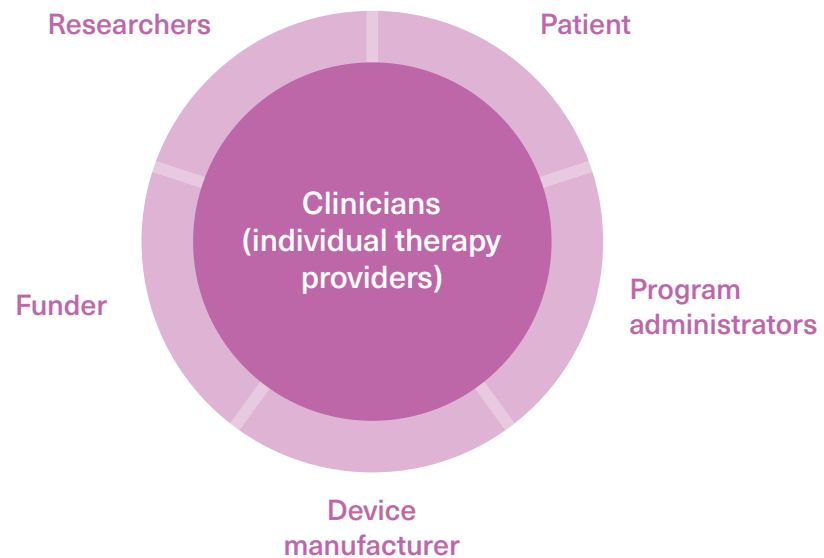 Researchers
Patient
Clinicians
(individual therapy
providers)
Funder
Program
administrators
Device
manufacturer